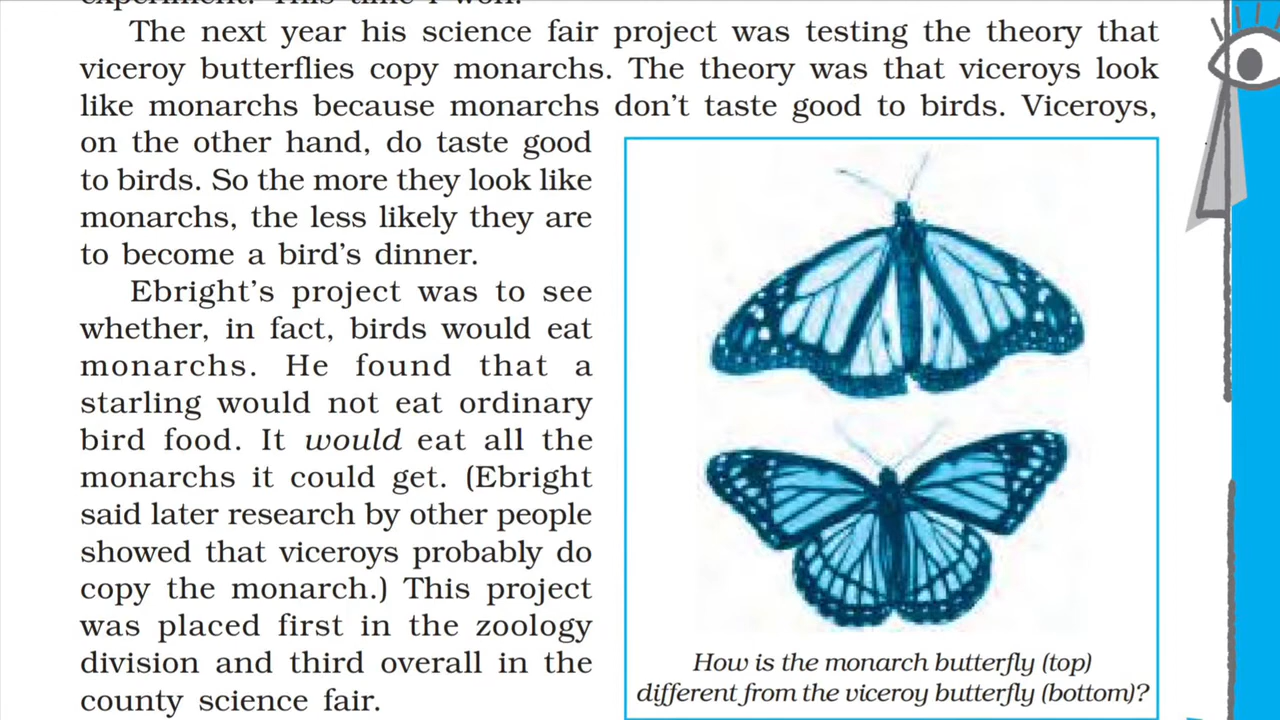 experiment. This time I won.
The next year his science fair project was testing the theory that
viceroy butterflies copy monarchs. The theory was that viceroys look
like monarchs because monarchs don't taste good to birds. Viceroys,
on the other hand, do taste good
to birds. So the more they look like
monarchs, the less likely they are
to become a bird's dinner.
Ebright's project was to see
whether, in fact, birds would eat
monarchs. He found that a
starling would not eat ordinary
bird food. It would eat all the
monarchs it could get. (Ebright
said later research by other people
showed that viceroys probably do
copy the monarch.) This project
was placed first in the zoology
division and third overall in the
county science fair.
How is the monarch butterfly (top)
different from the viceroy butterfly (bottom)?